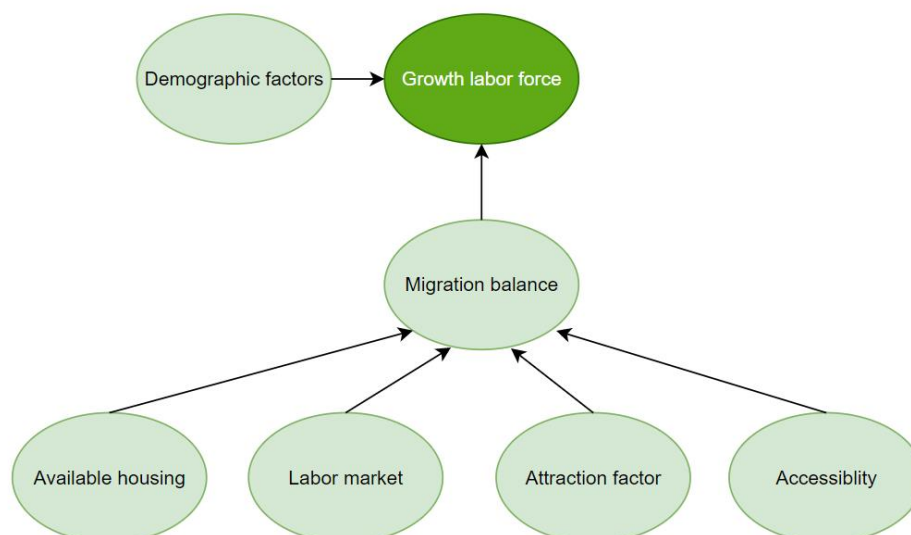 Demographic factors
Growth labor force
Migration balance
Available housing
Labor market
Attraction factor
Accessiblity